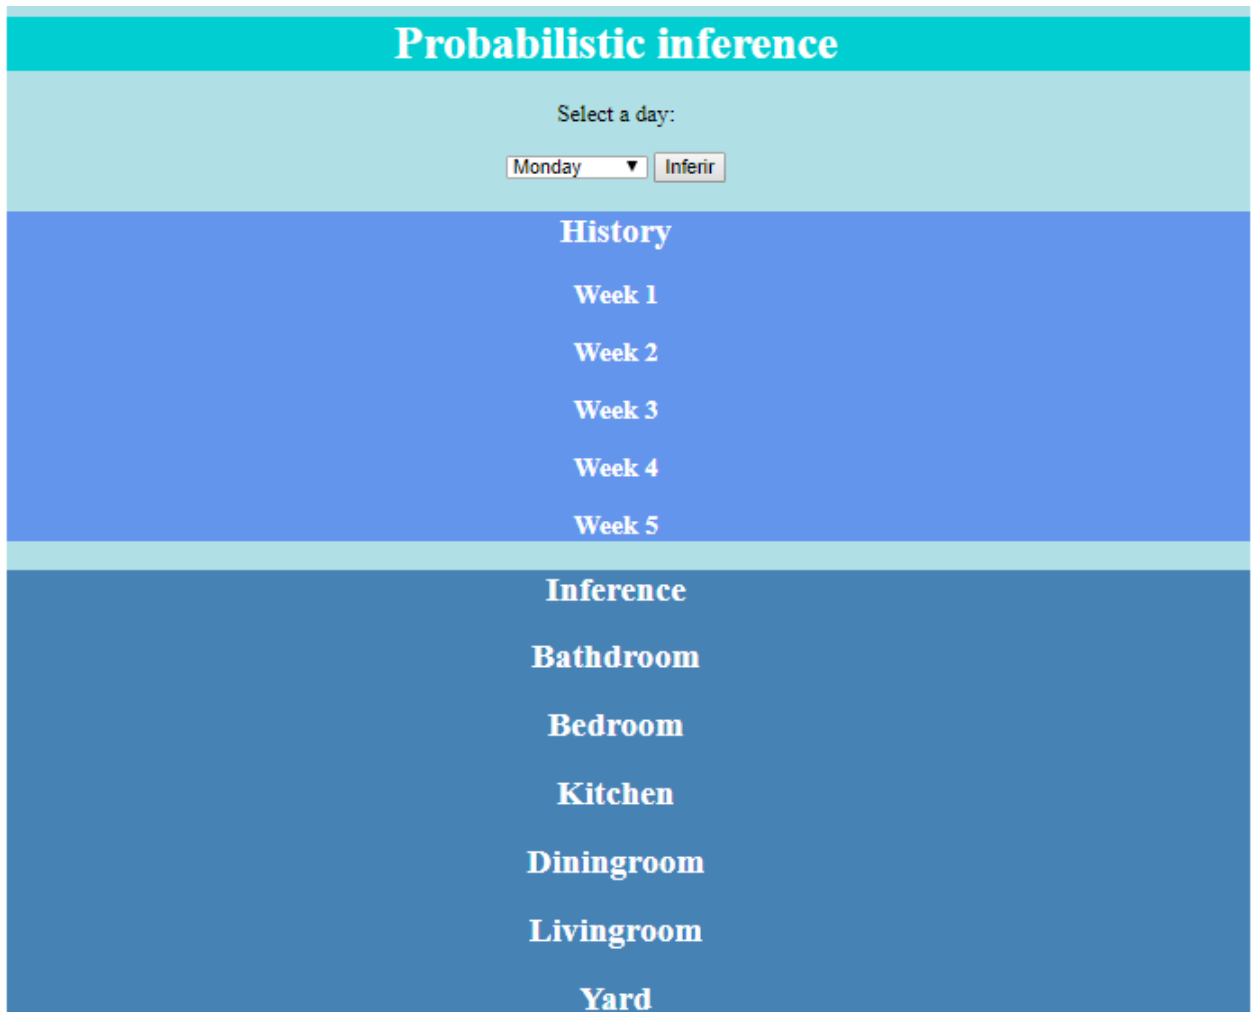 Probabilistic inference
Select a day:
Monday ▼ Inferir
History
Week 1
Week 2
Week 3
Week 4
Week 5
Inference
Bathdroom
Bedroom
Kitchen
Diningroom
Livingroom
Yard